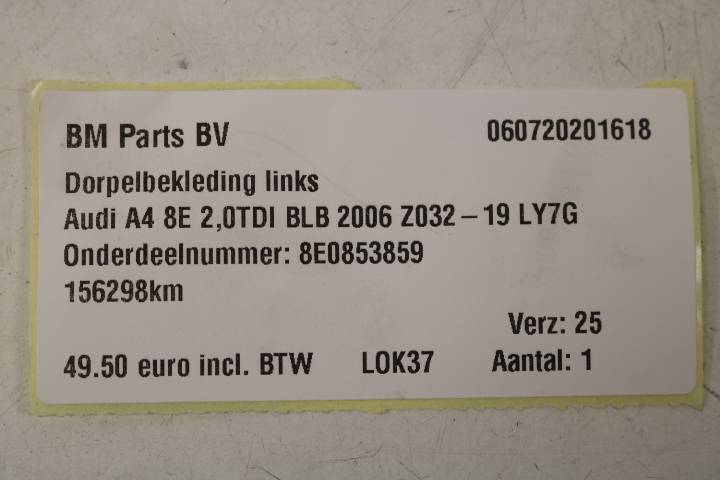 BM Parts BV 060720201618
Dorpelbekleding links
Audi A4 8E 2,0TDI BLB 2006 Z032-19 LY7G
Onderdeelnummer: 8E0853859
156298km
Verz: 25
49.50 euro incl. BTW LOK37 Aantal: 1